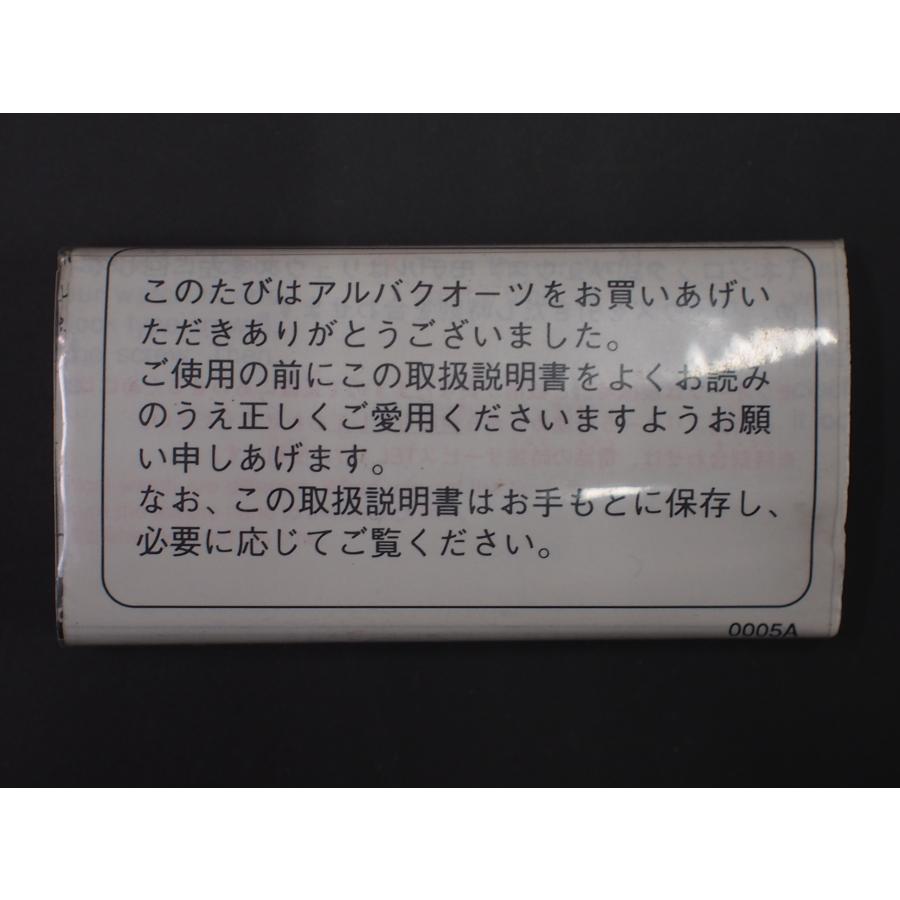 このたびはアルバクオーツをお買いあげい
ただきありがとうございました。
ご使用の前にこの取扱説明書をよくお読み
のうえ正しくご愛用くださいますようお願
い申しあげます。
なお、この取扱説明書はお手もとに保存し、
必要に応じてご覧ください。
0005A